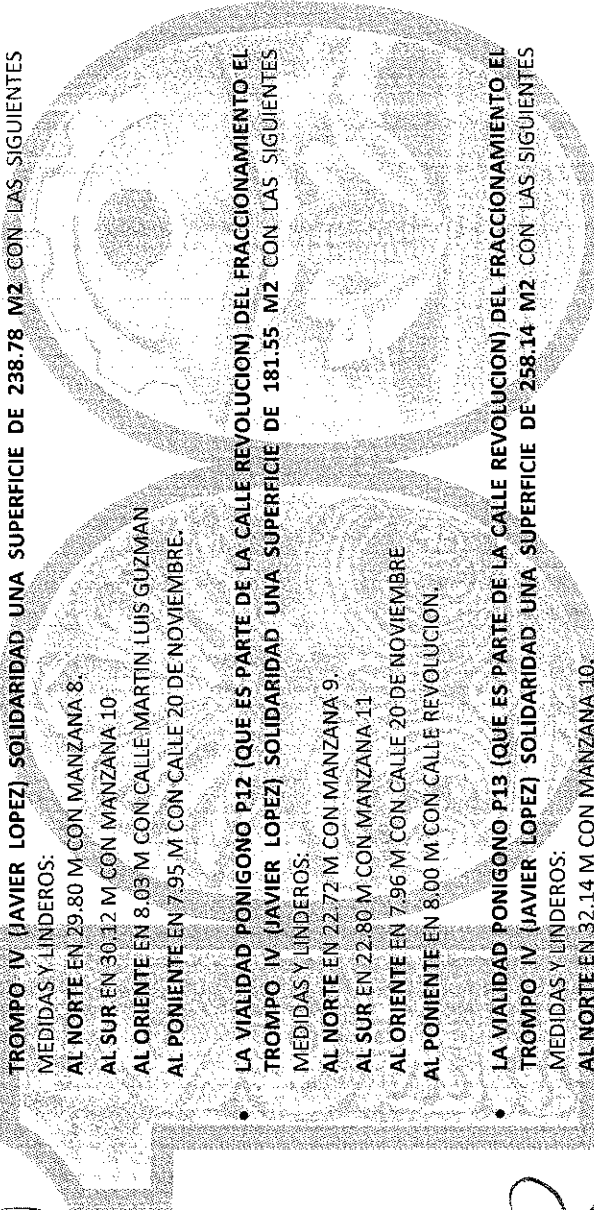 TROMPO IV (JAVIER LOPEZ) SOLIDARIDAD UNA SUPERFICIE DE 238.78 M2 CON LAS SIGUIENTES
MEDIDAS Y LINDEROS:
AL NORTE EN 29.80 M CON MANZANA 8.
AL SUR EN 30.12 M CON MANZANA 10
AL ORIENTE EN 8.03 M CON CALLE MARTIN LUIS GUZMAN
AL PONIENTE EN 7.95 M CON CALLE 20 DE NOVIEMBRE.
• LA VIALIDAD PONIGONO P12 (QUE ES PARTE DE LA CALLE REVOLUCION) DEL FRACCIONAMIENTO EL
TROMPO IV (JAVIER LOPEZ) SOLIDARIDAD UNA SUPERFICIE DE 181.55 M2 CON LAS SIGUIENTES
MEDIDAS Y LINDEROS:
AL NORTE EN 22.72 M CON MANZANA 9.
AL SUR EN 22.80 M CON MANZANA 11
AL ORIENTE EN 7.96 M CON CALLE 20 DE NOVIEMBRE
AL PONIENTE EN 8.00 M CON CALLE REVOLUCION.
• LA VIALIDAD PONIGONO P13 (QUE ES PARTE DE LA CALLE REVOLUCION) DEL FRACCIONAMIENTO EL
TROMPO IV (JAVIER LOPEZ) SOLIDARIDAD UNA SUPERFICIE DE 258.14 M2 CON LAS SIGUIENTES
MEDIDAS Y LINDEROS:
AL NORTE EN 32.14 M CON MANZANA 10.